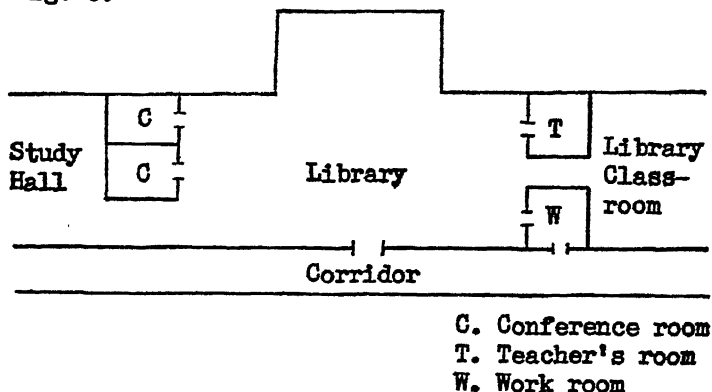 C
T
Study
Hall
C
Library
Library
Class-
room
W
Corridor
C. Conference room
T. Teacher's room
W. Work room